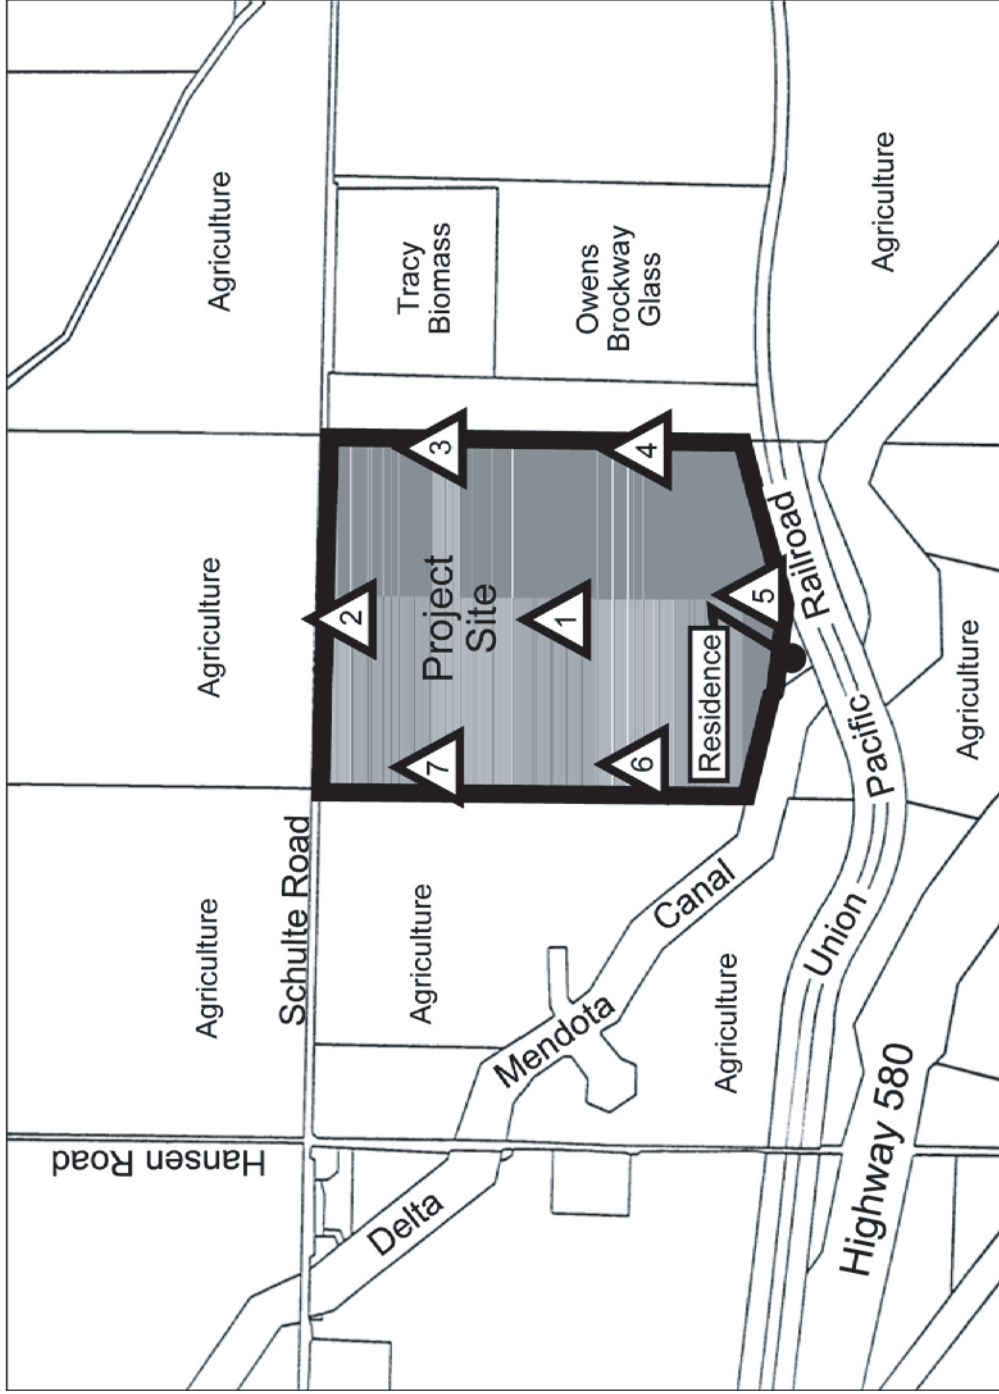 Hansen Road
Agriculture
Agriculture
Agriculture
Schulte Road
2
Agriculture
7
Project
Site
3
Tracy
Biomass
Delta
Mendota
Canal
1
Owens
Brockway
Glass
6
4
Residence
5
Agriculture
Union
Pacific
Railroad
Agriculture
Highway 580
Agriculture